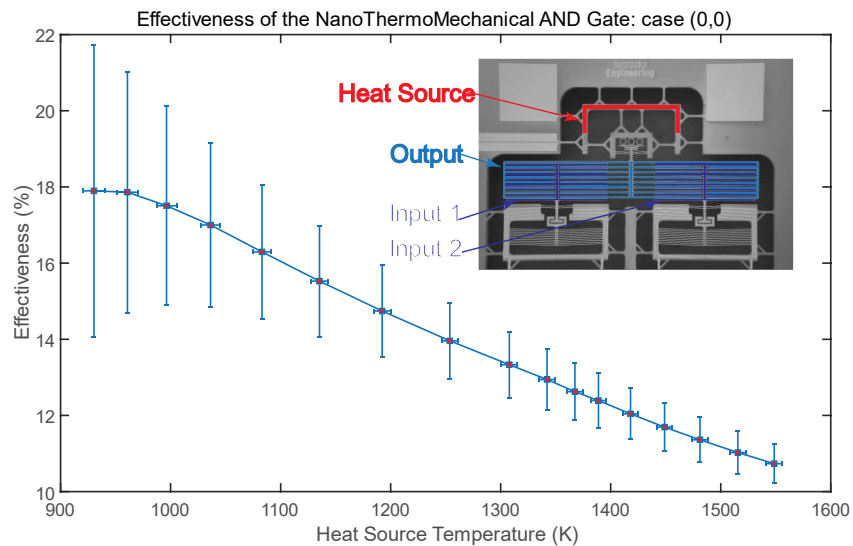 Effectiveness of the NanoThermoMechanical AND Gate: case (0,0)
22
20
18
16
14
12
10
Effectiveness (%)
900
1000
1100
1200
1300
1400
1500
1600
Heat Source Temperature (K)
Nebraska
Engineering
Heat Source
Output
Input 1
Input 2